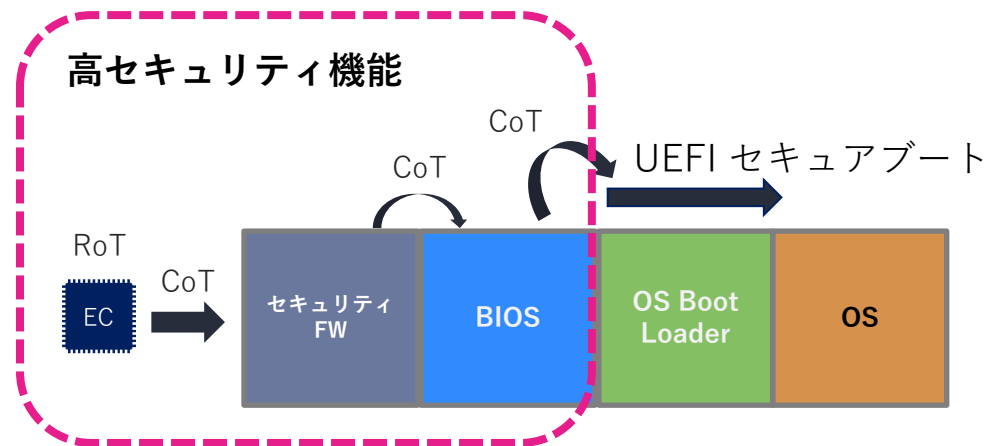 高セキュリティ機能
CoT
UEFI セキュアブート
CoT
RoT
CoT
EC
セキュリティ
FW
BIOS
OS Boot
Loader
OS